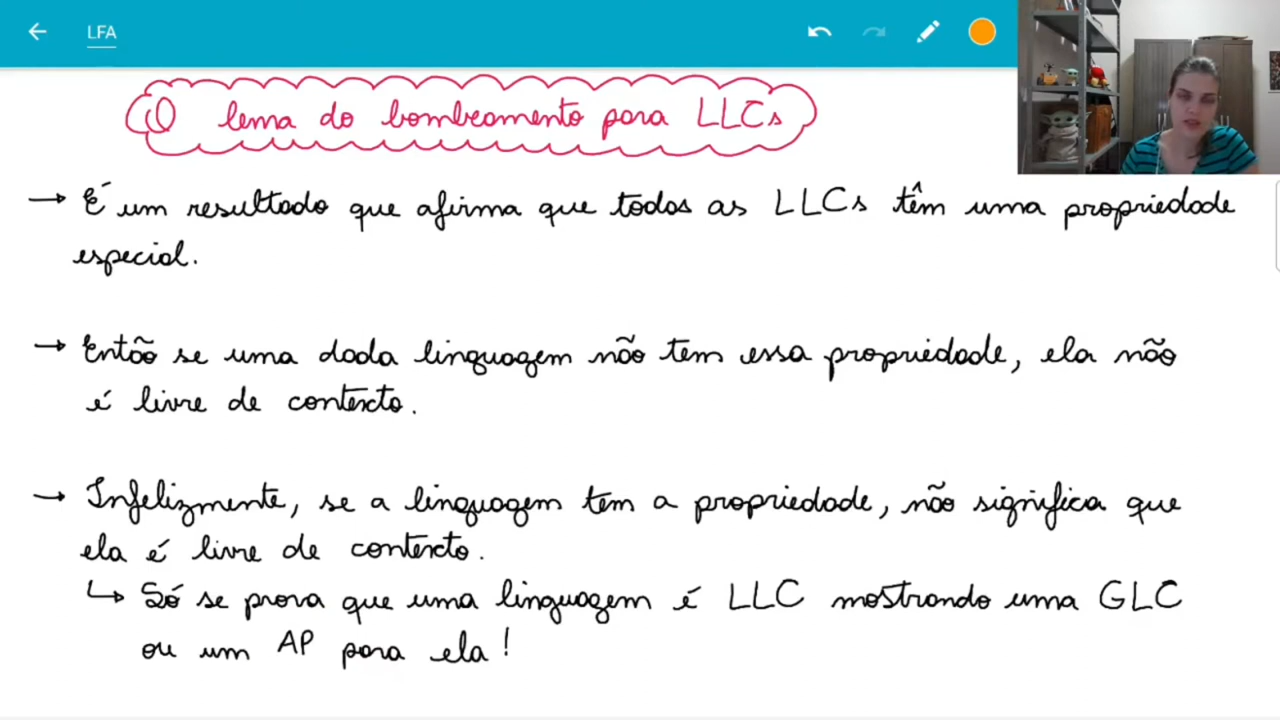 LFA
O lema do bombeamento para LLCs
→ É um resultado que afirma que todas as LLCs têm uma propriedade
especial.
→ Então se uma dada linguagem não tem essa propriedade, ela não
é livre de contexto.
→ Infelizmente, se a linguagem tem a propriedade, não significa que
ela é livre de contexto.
↳ Só se prova que uma linguagem é LLC mostrando uma GLC
ou um AP para ela!